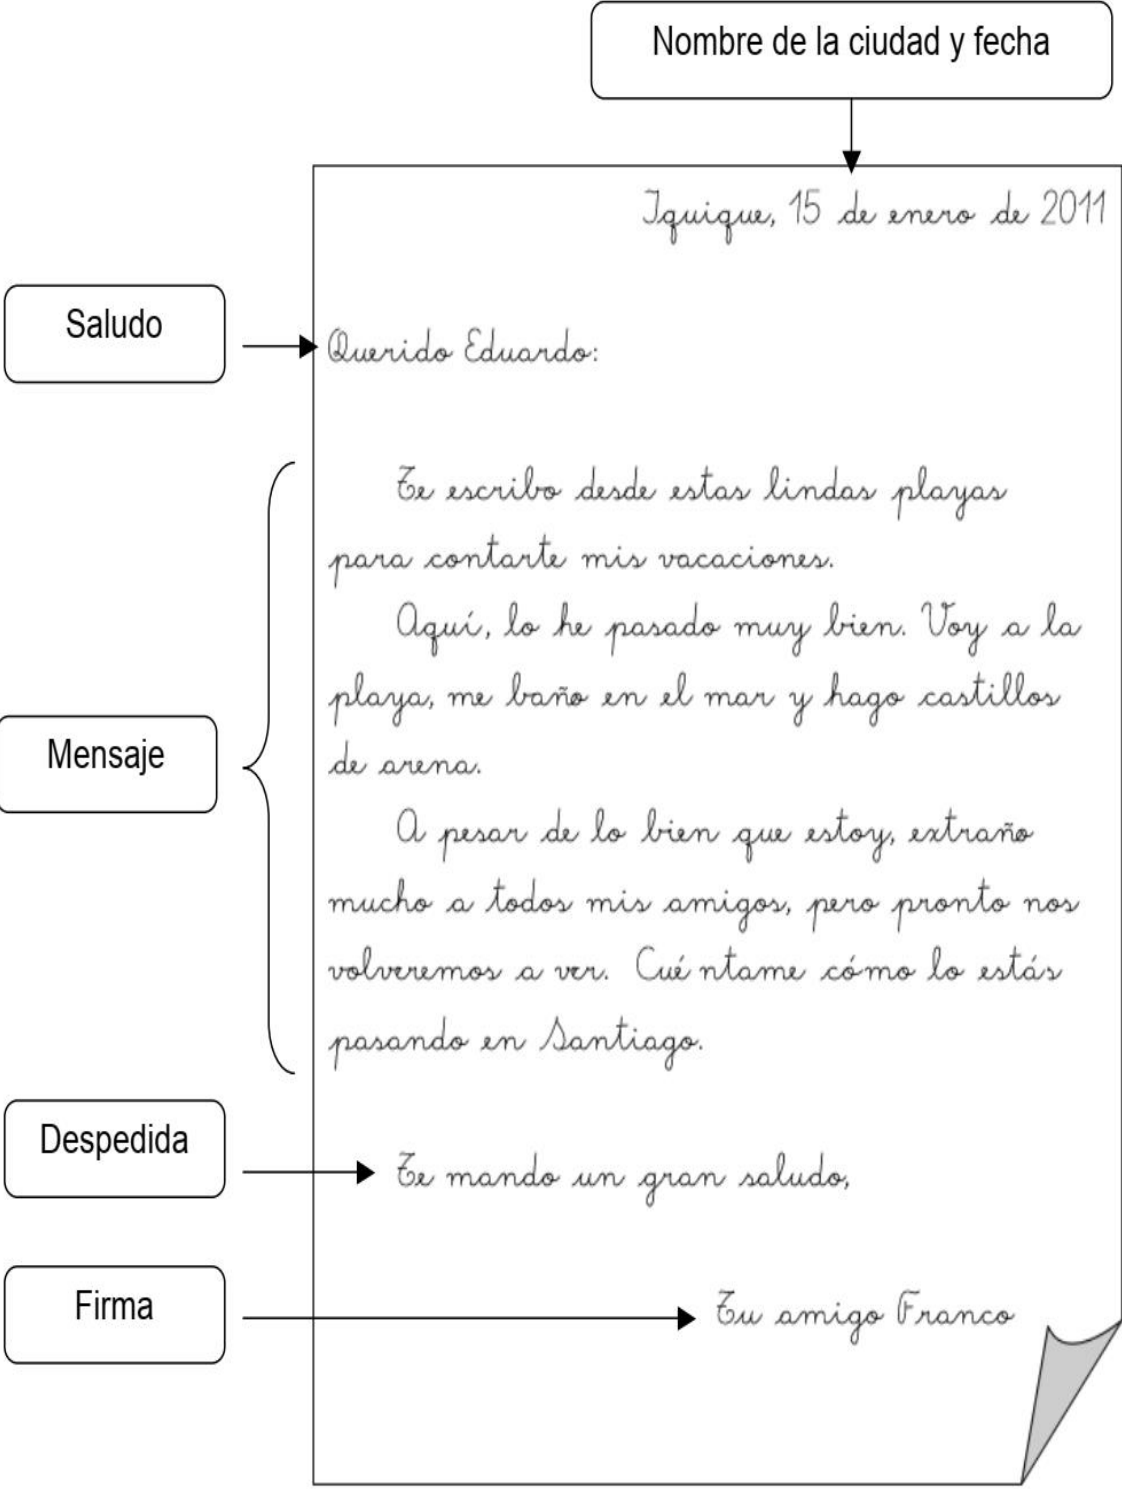 Nombre de la ciudad y fecha
Iquique, 15 de enero de 2011
Saludo
Querido Eduardo:
Te escribo desde estas lindas playas
para contarte mis vacaciones.
Aquí, lo he pasado muy bien. Voy a la
playa, me baño en el mar y hago castillos
de arena.
Mensaje
A pesar de lo bien que estoy, extraño
mucho a todos mis amigos, pero pronto nos
volveremos a ver. Cué ntame cómo lo estás
pasando en Santiago.
Despedida
Te mando un gran saludo,
Firma
Tu amigo Franco